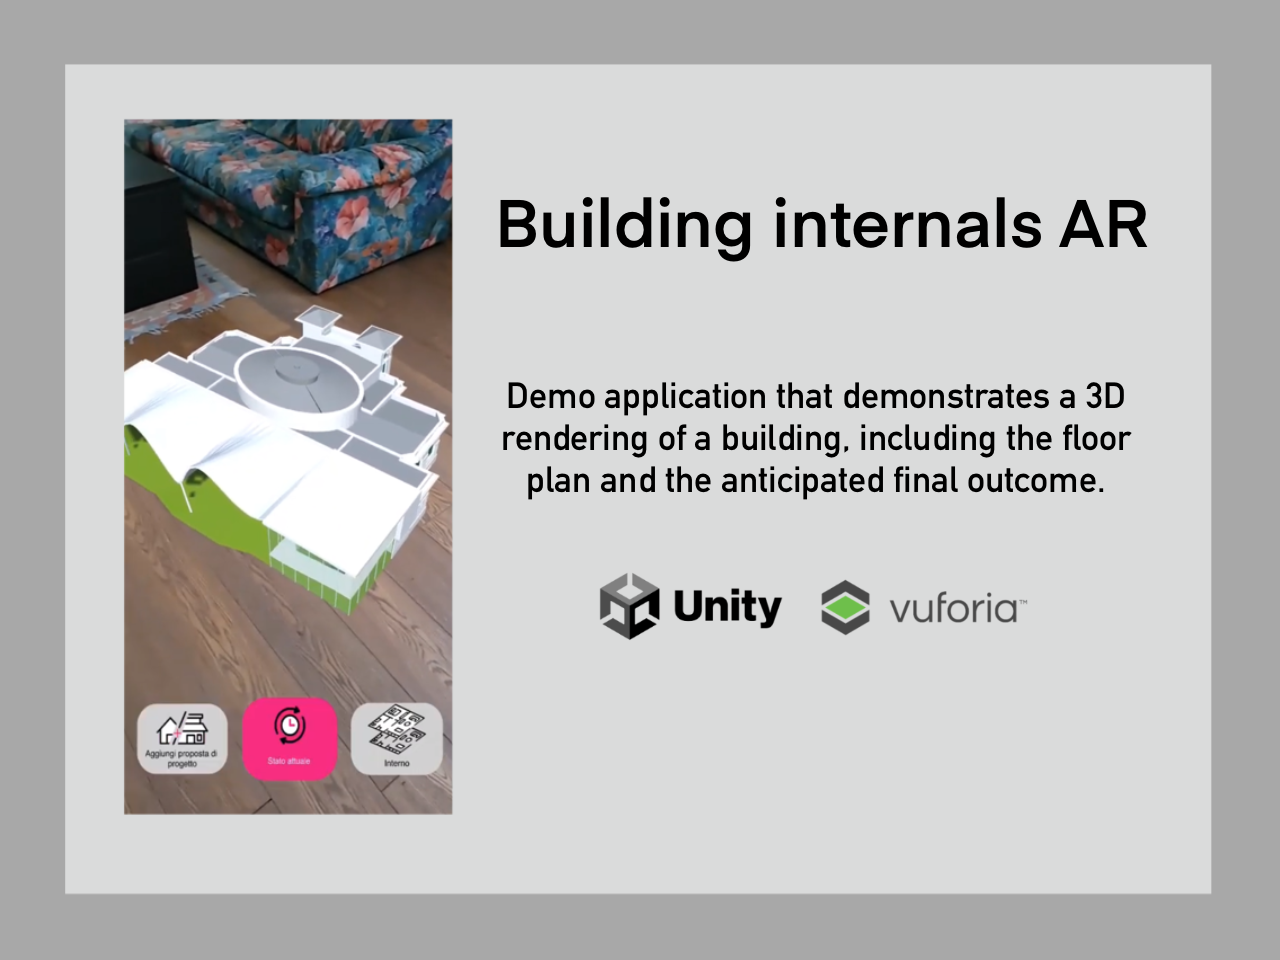 Building internals AR
Demo application that demonstrates a 3D
rendering of a building, including the floor
plan and the anticipated final outcome.
Unity
vuforia™
Aggiungi proposta di
progetto
Stato attuale
Interno